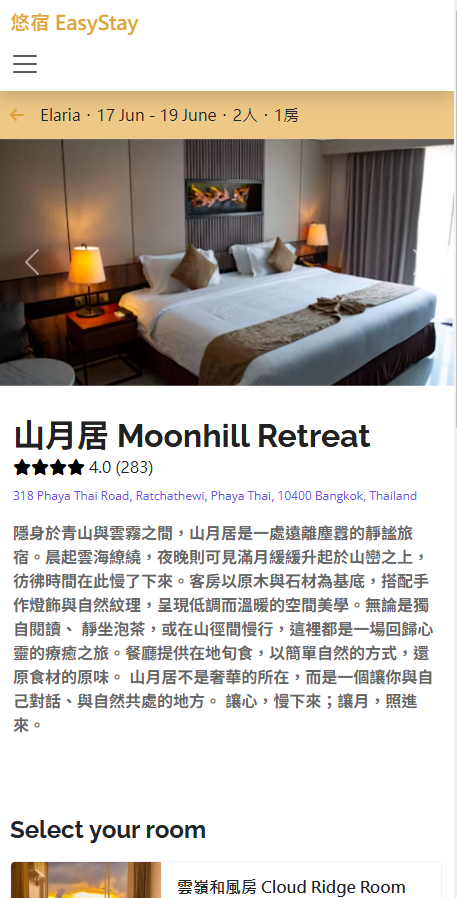 悠宿 EasyStay
Elaria．17 Jun - 19 June．2人．1房
山月居 Moonhill Retreat
4.0 (283)
318 Phaya Thai Road, Ratchathewi, Phaya Thai, 10400 Bangkok, Thailand
隱身於青山與雲霧之間，山月居是一處遠離塵囂的靜謐旅
宿。晨起雲海繚繞，夜晚則可見滿月緩緩升起於山巒之上，
彷彿時間在此慢了下來。客房以原木與石材為基底，搭配手
作燈飾與自然紋理，呈現低調而溫暖的空間美學。無論是獨
自閱讀、 靜坐泡茶，或在山徑間慢行，這裡都是一場回歸心
靈的療癒之旅。餐廳提供在地旬食，以簡單自然的方式，還
原食材的原味。 山月居不是奢華的所在，而是一個讓你與自
己對話、與自然共處的地方。 讓心，慢下來；讓月，照進
來。
Select your room
雲嶺和風房 Cloud Ridge Room